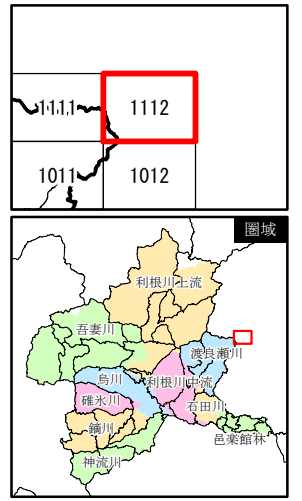 1111 1112
1011 1012
圏域
利根川上流
吾妻川
渡良瀬川
烏川 利根川中流
碓氷川
石田川
鏑川
邑楽館林
神流川